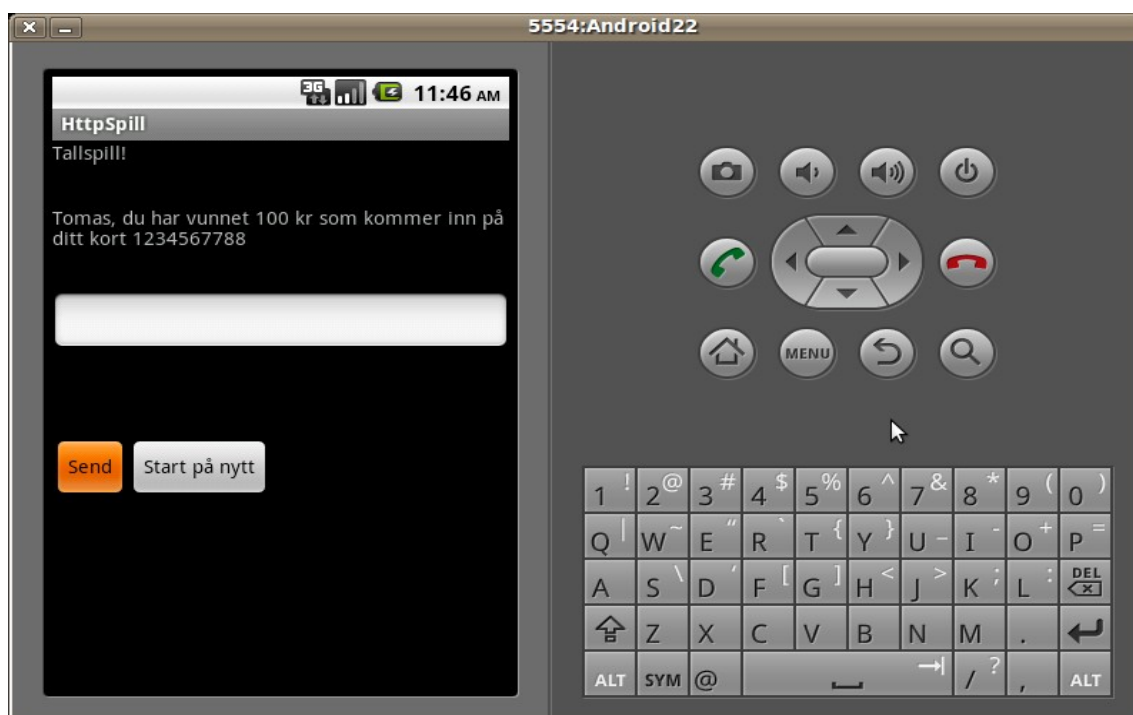 5554:Android22
3G 11:46 AM
HttpSpill
Tallspill!
Tomas, du har vunnet 100 kr som kommer inn på
ditt kort 1234567788
Send Start på nytt
MENU
1 ! 2 @ 3 # 4 $ 5 % 6 ^ 7 & 8 * 9 ( 0 )
Q | W ~ E " R ` T { Y } U _ I - O + P =
A S \ D ' F [ G ] H < J > K ; L : DEL
Z X C V B N M .
ALT SYM @ / ? , ALT